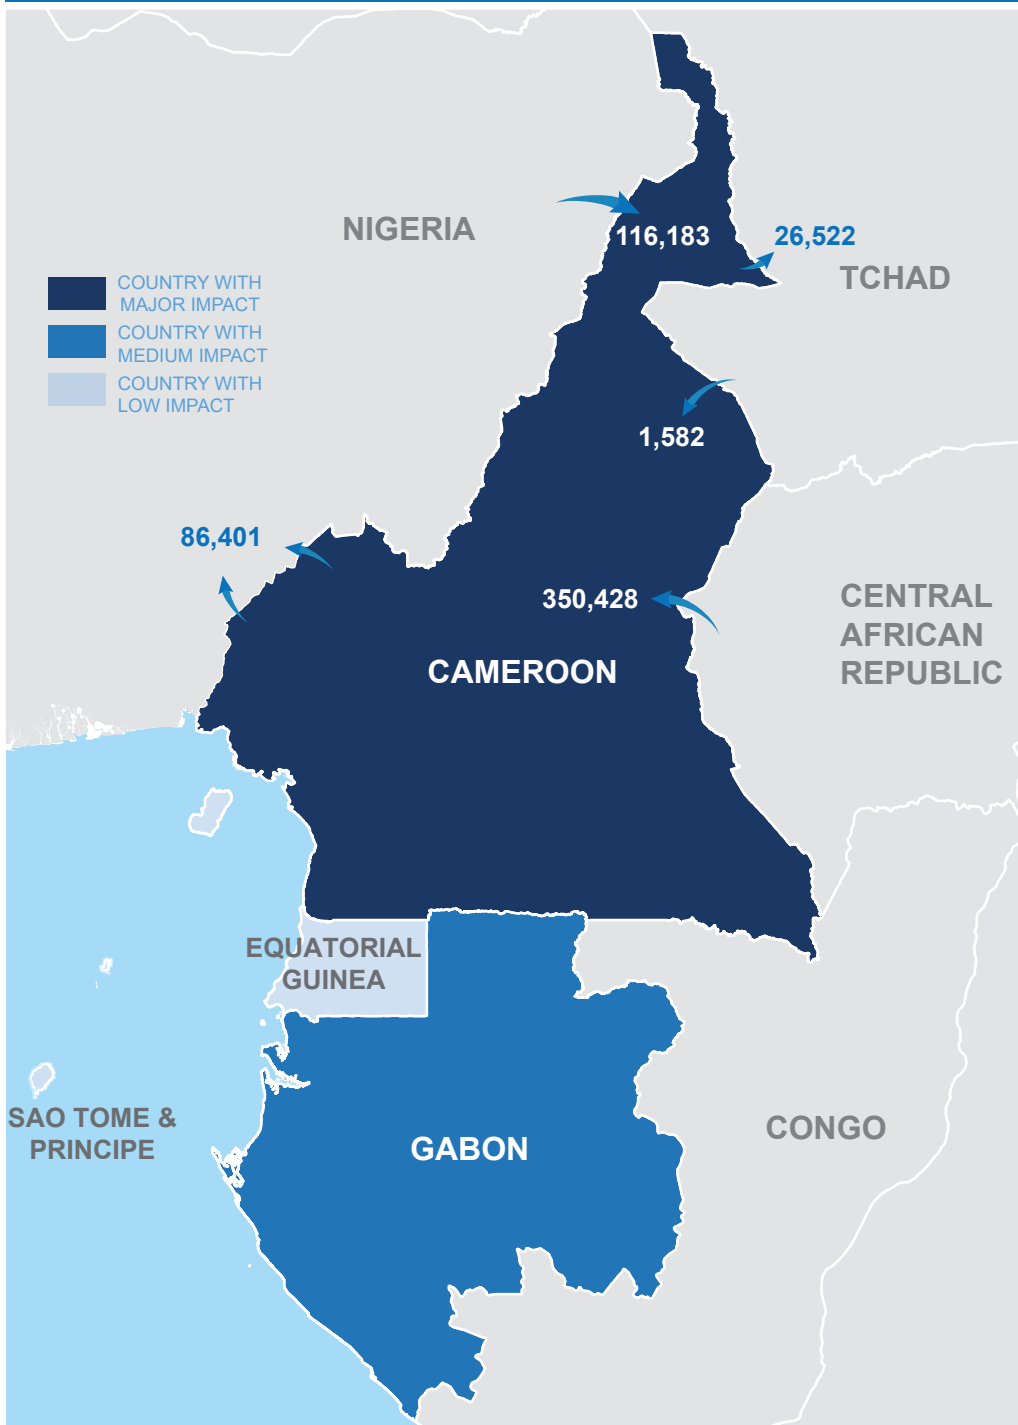 NIGERIA
116,183
26,522
TCHAD
COUNTRY WITH
MAJOR IMPACT
COUNTRY WITH
MEDIUM IMPACT
COUNTRY WITH
LOW IMPACT
1,582
86,401
350,428
CENTRAL
AFRICAN
REPUBLIC
CAMEROON
EQUATORIAL
GUINEA
SAO TOME &
PRINCIPE
GABON
CONGO